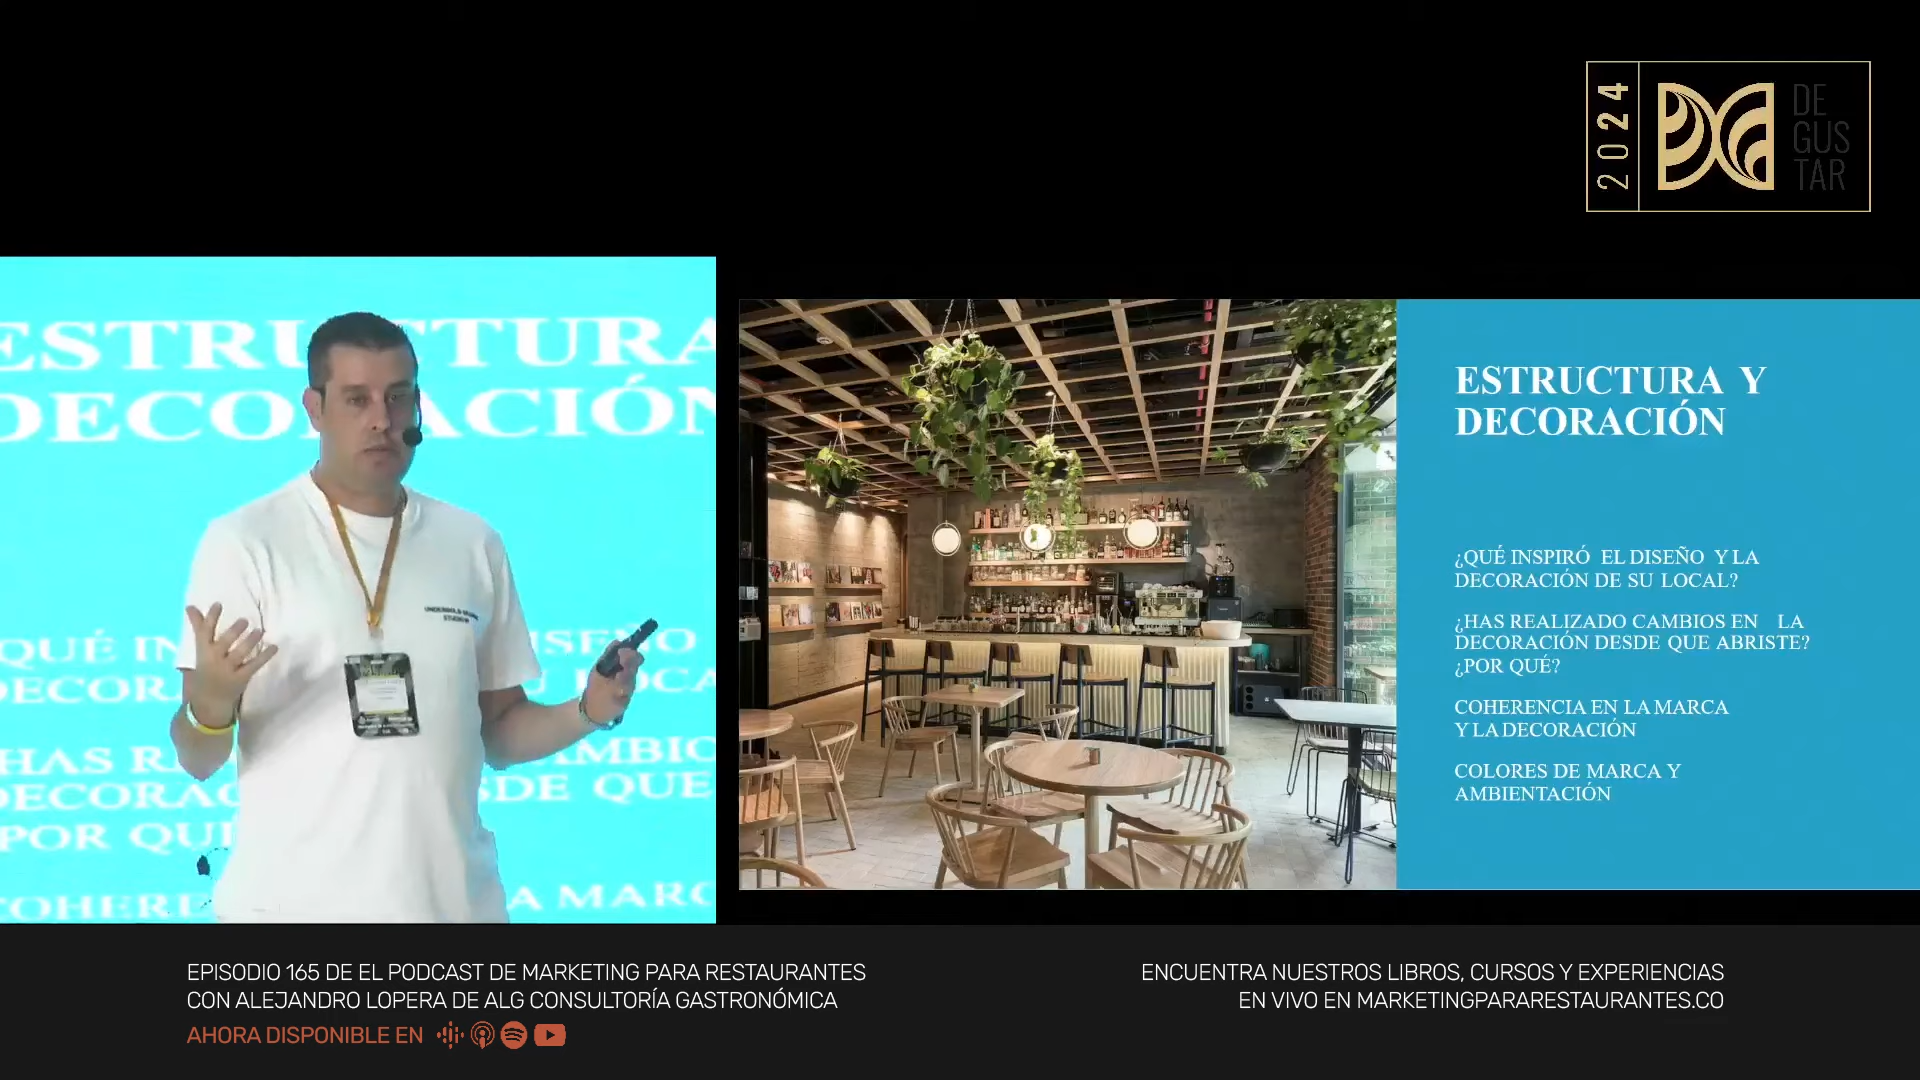 2024
DE
GUS
TAR
ESTRUCTURA
DECORACIÓN
ESTRUCTURA Y
DECORACIÓN
¿QUÉ INSPIRÓ EL DISEÑO Y LA
DECORACIÓN DE SU LOCAL?
¿HAS REALIZADO CAMBIOS EN LA
DECORACIÓN DESDE QUE ABRISTE?
¿POR QUÉ?
COHERENCIA EN LA MARCA
Y LA DECORACIÓN
COLORES DE MARCA Y
AMBIENTACIÓN
EPISODIO 165 DE EL PODCAST DE MARKETING PARA RESTAURANTES
CON ALEJANDRO LOPERA DE ALG CONSULTORÍA GASTRONÓMICA
AHORA DISPONIBLE EN
ENCUENTRA NUESTROS LIBROS, CURSOS Y EXPERIENCIAS
EN VIVO EN MARKETINGPARARESTAURANTES.CO